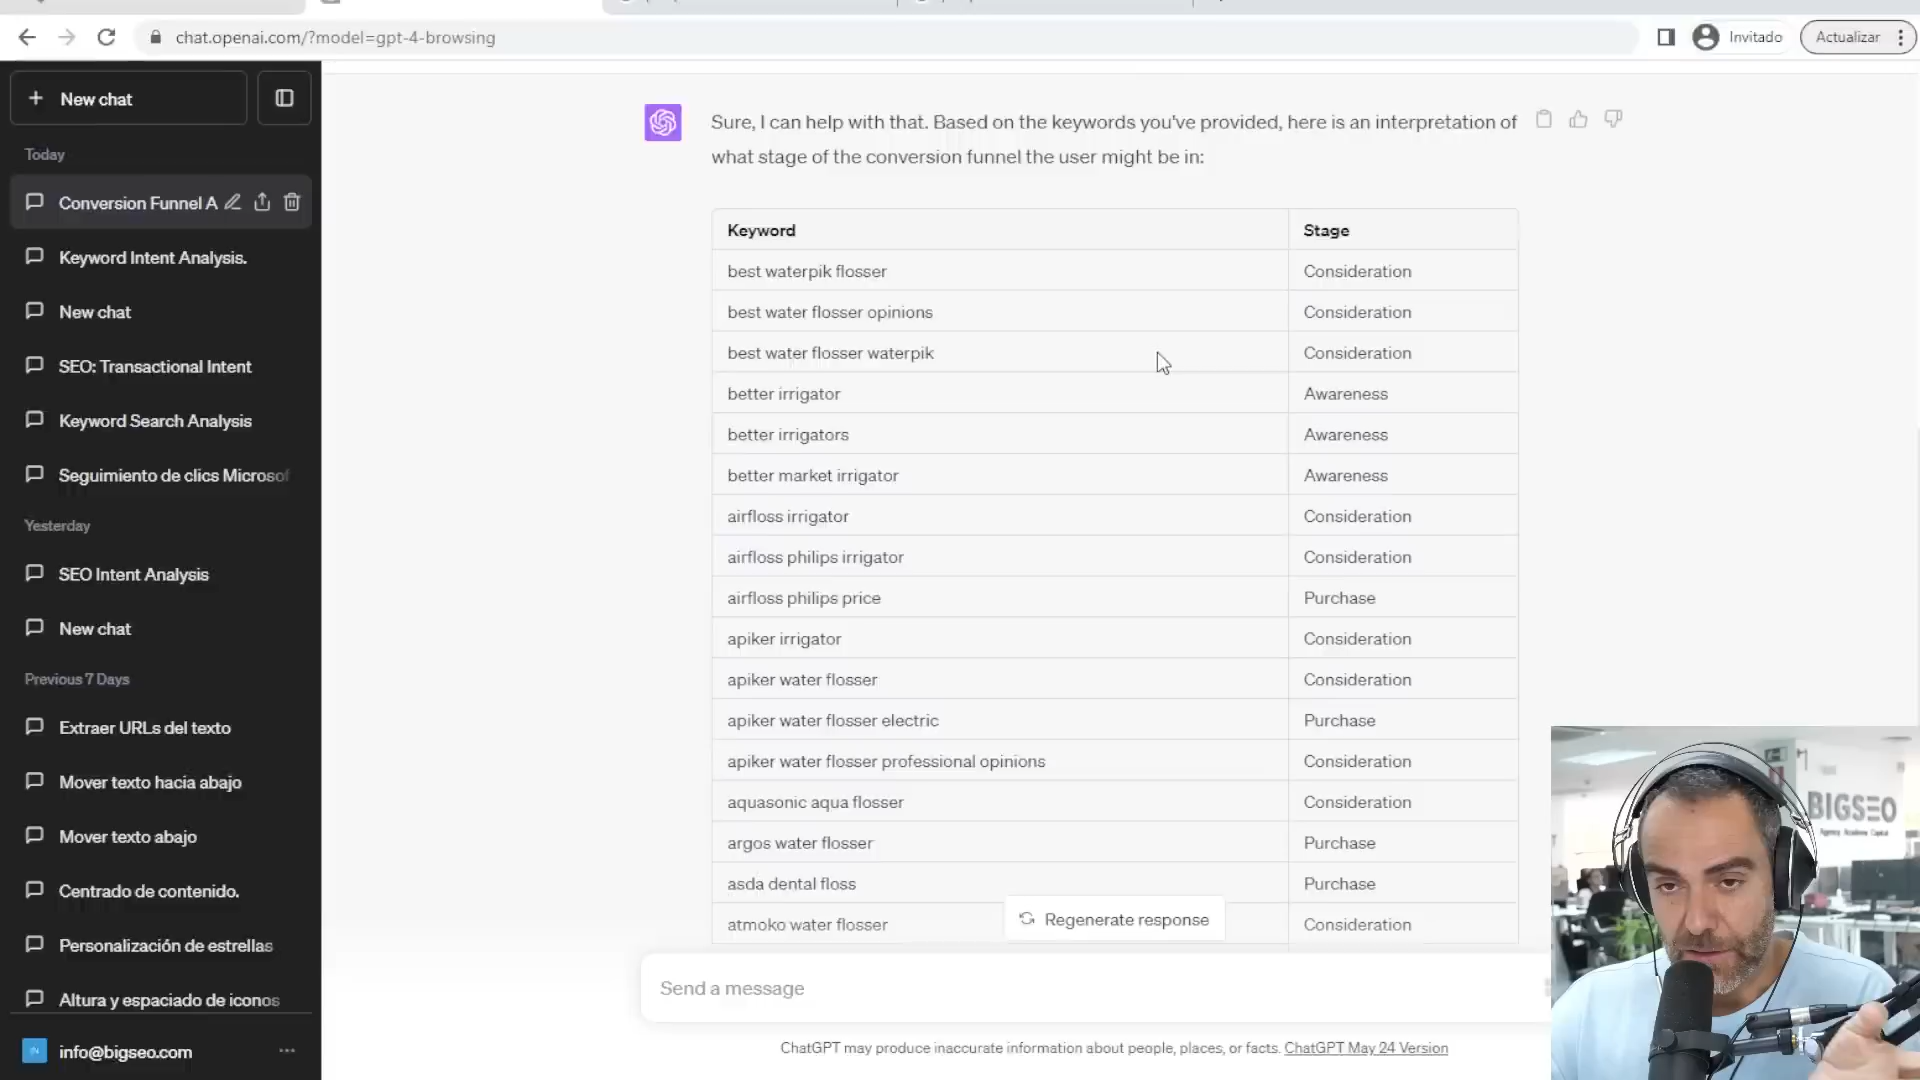 chat.openai.com/?model=gpt-4-browsing
Invitado
Actualizar
New chat
Today
Conversion Funnel A
Keyword Intent Analysis.
New chat
SEO: Transactional Intent
Keyword Search Analysis
Seguimiento de clics Microsof
Yesterday
SEO Intent Analysis
New chat
Previous 7 Days
Extraer URLs del texto
Mover texto hacia abajo
Mover texto abajo
Centrado de contenido.
Personalización de estrellas
Altura y espaciado de iconos
IN
info@bigseo.com
Sure, I can help with that. Based on the keywords you've provided, here is an interpretation of
what stage of the conversion funnel the user might be in:
Keyword Stage
best waterpik flosser Consideration
best water flosser opinions Consideration
best water flosser waterpik Consideration
better irrigator Awareness
better irrigators Awareness
better market irrigator Awareness
airfloss irrigator Consideration
airfloss philips irrigator Consideration
airfloss philips price Purchase
apiker irrigator Consideration
apiker water flosser Consideration
apiker water flosser electric Purchase
apiker water flosser professional opinions Consideration
aquasonic aqua flosser Consideration
argos water flosser Purchase
asda dental floss Purchase
atmoko water flosser Consideration
Regenerate response
Send a message
ChatGPT may produce inaccurate information about people, places, or facts. ChatGPT May 24 Version
BIGSEO
Agency Academy Capital